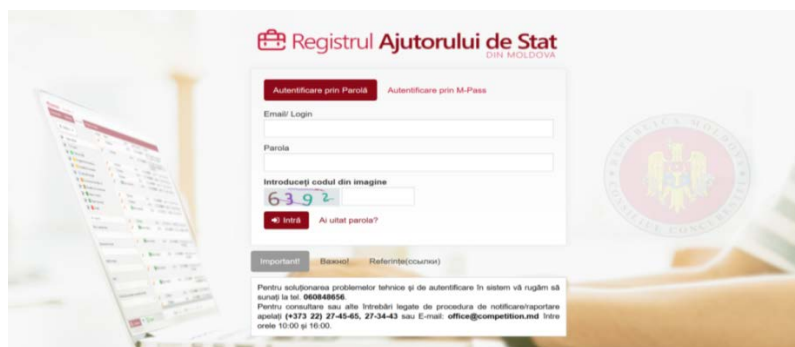 Registrul Ajutorului de Stat
DIN MOLDOVA
Autentificare prin Parolă Autentificare prin M-Pass
Email/ Login
Parola
Introduceți codul din imagine
6392
Intră Ai uitat parola?
Important! Важно! Referințe(ссылки)
Pentru soluționarea problemelor tehnice și de autentificare în sistem vă rugăm să
sunați la tel. 060848656.
Pentru consultare sau alte întrebări legate de procedura de notificare/raportare
apelați (+373 22) 27-45-65, 27-34-43 sau E-mail: office@competition.md între
orele 10:00 și 16:00.